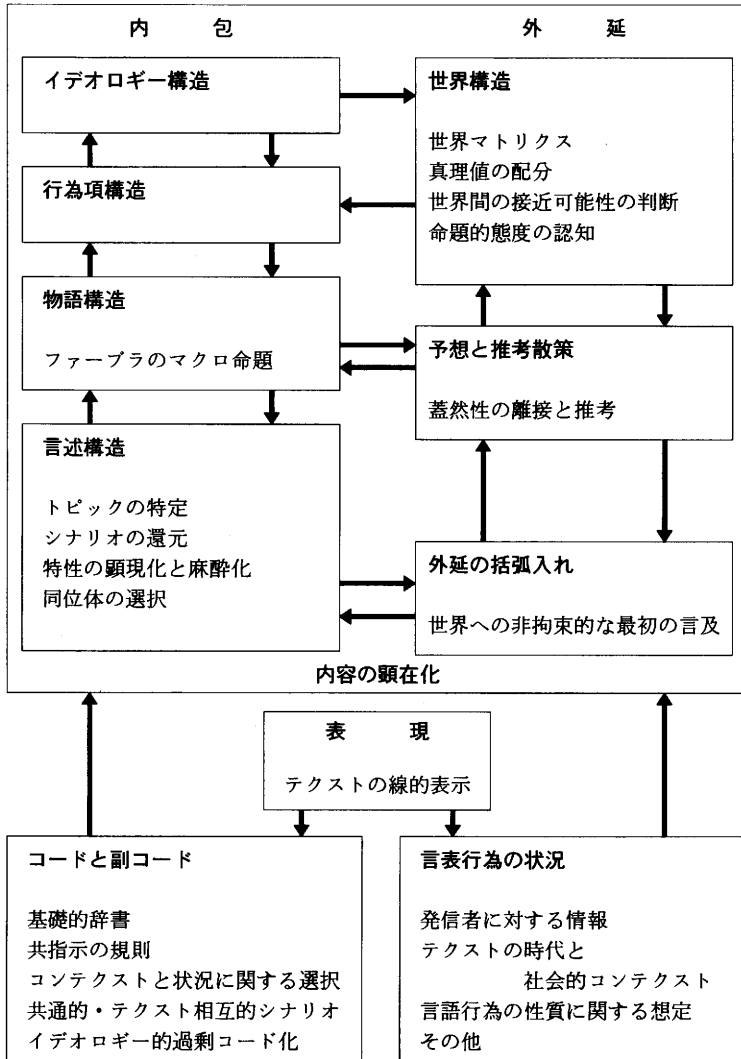 内包
外延
イデオロギー構造
行為項構造
物語構造
ファーブラのマクロ命題
言述構造
トピックの特定
シナリオの還元
特性の顕現化と麻酔化
同位体の選択
世界構造
世界マトリクス
真理値の配分
世界間の接近可能性の判断
命題的態度の認知
予想と推考散策
蓋然性の離接と推考
外延の括弧入れ
世界への非拘束的な最初の言及
内容の顕在化
表現
テクストの線的表示
コードと副コード
基礎的辞書
共指示の規則
コンテクストと状況に関する選択
共通的・テクスト相互的シナリオ
イデオロギー的過剰コード化
言表行為の状況
発信者に対する情報
テクストの時代と
社会的コンテクスト
言語行為の性質に関する想定
その他